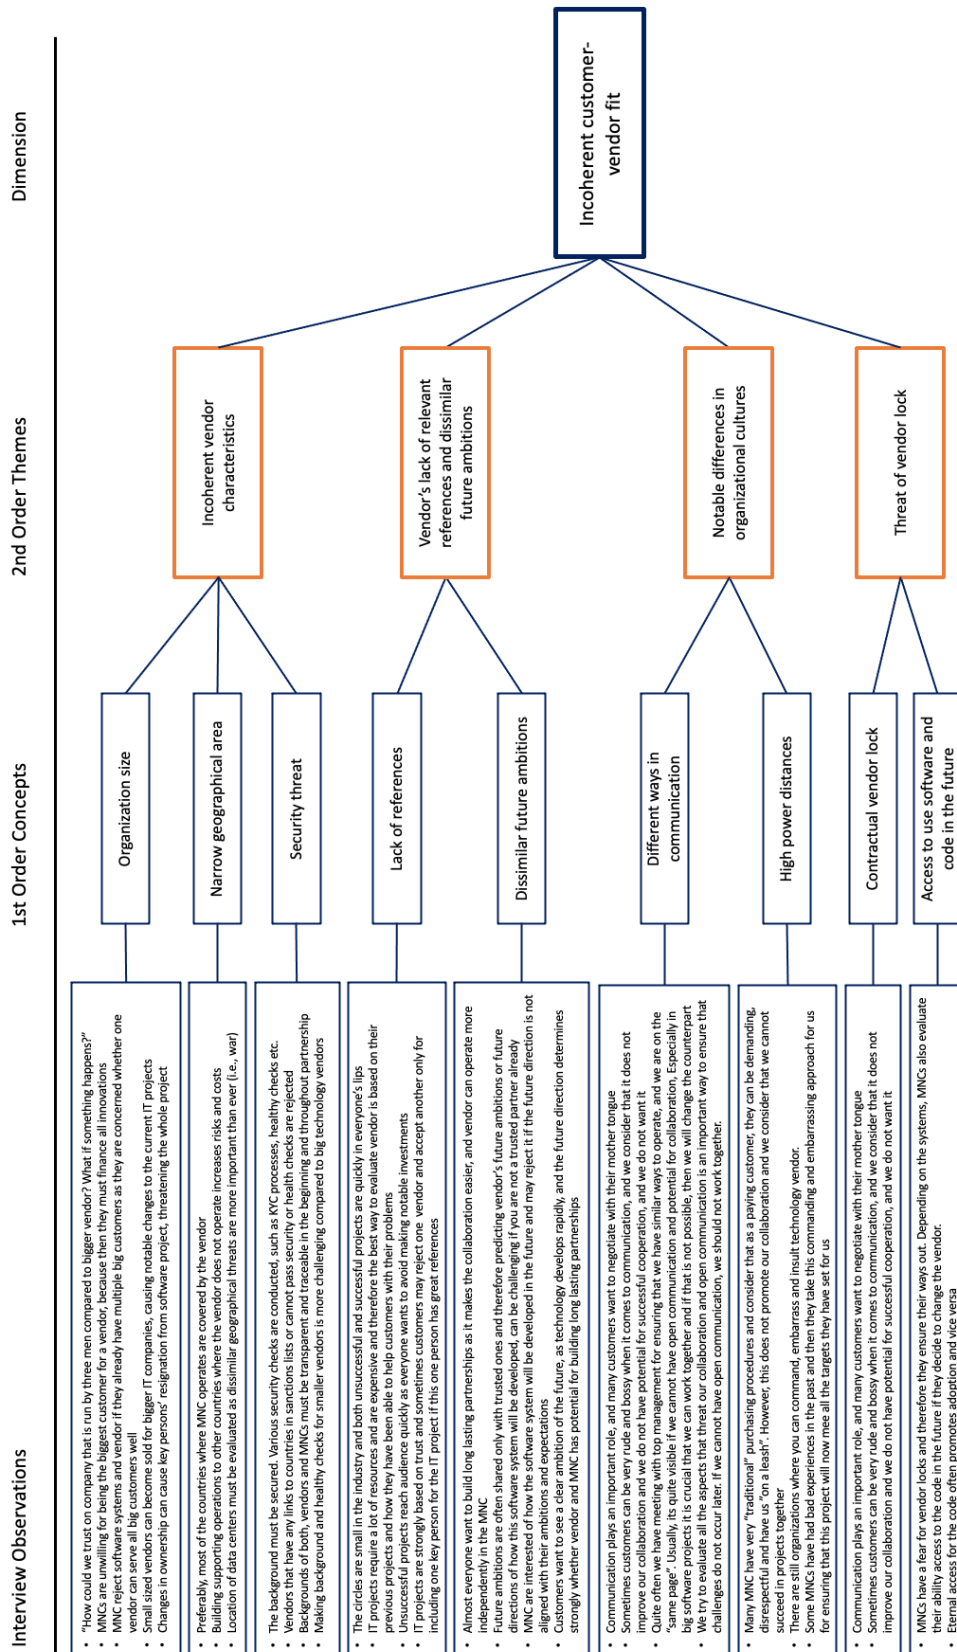 Interview Observations
1st Order Concepts
2nd Order Themes
Dimension
• "How could we trust on company that is run by three men compared to bigger vendor? What if something happens?"
• MNCs are unwilling for being the biggest customer for a vendor, because then they must finance all innovations
• MNC reject software systems and vendor if they already have multiple big customers as they are concerned whether one
vendor can serve all big customers well
• Small sized vendors can become sold for bigger IT companies, causing notable changes to the current IT projects
• Changes in ownership can cause key persons' resignation from software project, threatening the whole project
Organization size
• Preferably, most of the countries where MNC operates are covered by the vendor
• Building supporting operations to other countries where the vendor does not operate increases risks and costs
• Location of data centers must be evaluated as dissimilar geographical threats are more important than ever (i.e., war)
Narrow geographical area
• The background must be secured. Various security checks are conducted, such as KYC processes, healthy checks etc.
• Vendors that have any links to countries in sanctions lists or cannot pass security or health checks are rejected
• Backgrounds of both, vendors and MNCs must be transparent and traceable in the beginning and throughout partnership
• Making background and healthy checks for smaller vendors is more challenging compared to big technology vendors
Security threat
Incoherent vendor
characteristics
• The circles are small in the industry and both unsuccessful and successful projects are quickly in everyone's lips
• IT projects require a lot of resources and are expensive and therefore the best way to evaluate vendor is based on their
previous projects and how they have been able to help customers with their problems
• Unsuccessful projects reach audience quickly as everyone wants to avoid making notable investments
• IT projects are strongly based on trust and sometimes customers may reject one vendor and accept another only for
including one key person for the IT project if this one person has great references
Lack of references
• Almost everyone want to build long lasting partnerships as it makes the collaboration easier, and vendor can operate more
independently in the MNC
• Future ambitions are often shared only with trusted ones and therefore predicting vendor's future ambitions or future
directions of how this software system will be developed, can be challenging if you are not a trusted partner already
• MNC are interested of how the software system will be developed in the future and may reject it if the future direction is not
aligned with their ambitions and expectations
• Customers want to see a clear ambition of the future, as technology develops rapidly, and the future direction determines
strongly whether vendor and MNC has potential for building long lasting partnerships
Dissimilar future ambitions
Vendor's lack of relevant
references and dissimilar
future ambitions
• Communication plays an important role, and many customers want to negotiate with their mother tongue
• Sometimes customers can be very rude and bossy when it comes to communication, and we consider that it does not
improve our collaboration and we do not have potential for successful cooperation, and we do not want it
• Quite often we have meeting with top management for ensuring that we have similar ways to operate, and we are on the
"same page". Usually, its quite visible if we cannot have open communication and potential for collaboration, Especially in
big software projects it is crucial that we can work together and if that is not possible, then we will change the counterpart
• We try to evaluate all the aspects that threat our collaboration and open communication is an important way to ensure that
challenges do not occur later. If we cannot have open communication, we should not work together.
Different ways in
communication
• Many MNC have very "traditional" purchasing procedures and consider that as a paying customer, they can be demanding,
disrespectful and have us "on a leash". However, this does not promote our collaboration and we consider that we cannot
succeed in projects together
• There are still organizations where you can command, embarrass and insult technology vendor.
• Some MNCs have had bad experiences in the past and then they take this commanding and embarrassing approach for us
for ensuring that this project will now meet all the targets they have set for us
High power distances
Notable differences in
organizational cultures
• Communication plays an important role, and many customers want to negotiate with their mother tongue
• Sometimes customers can be very rude and bossy when it comes to communication, and we consider that it does not
improve our collaboration and we do not have potential for successful cooperation, and we do not want it
Contractual vendor lock
• MNCs have a fear for vendor locks and therefore they ensure their ways out. Depending on the systems, MNCs also evaluate
their ability access to the code in the future if they decide to change the vendor.
• Eternal access for the code often promotes adoption and vice versa
Access to use software and
code in the future
Threat of vendor lock
Incoherent customer-
vendor fit